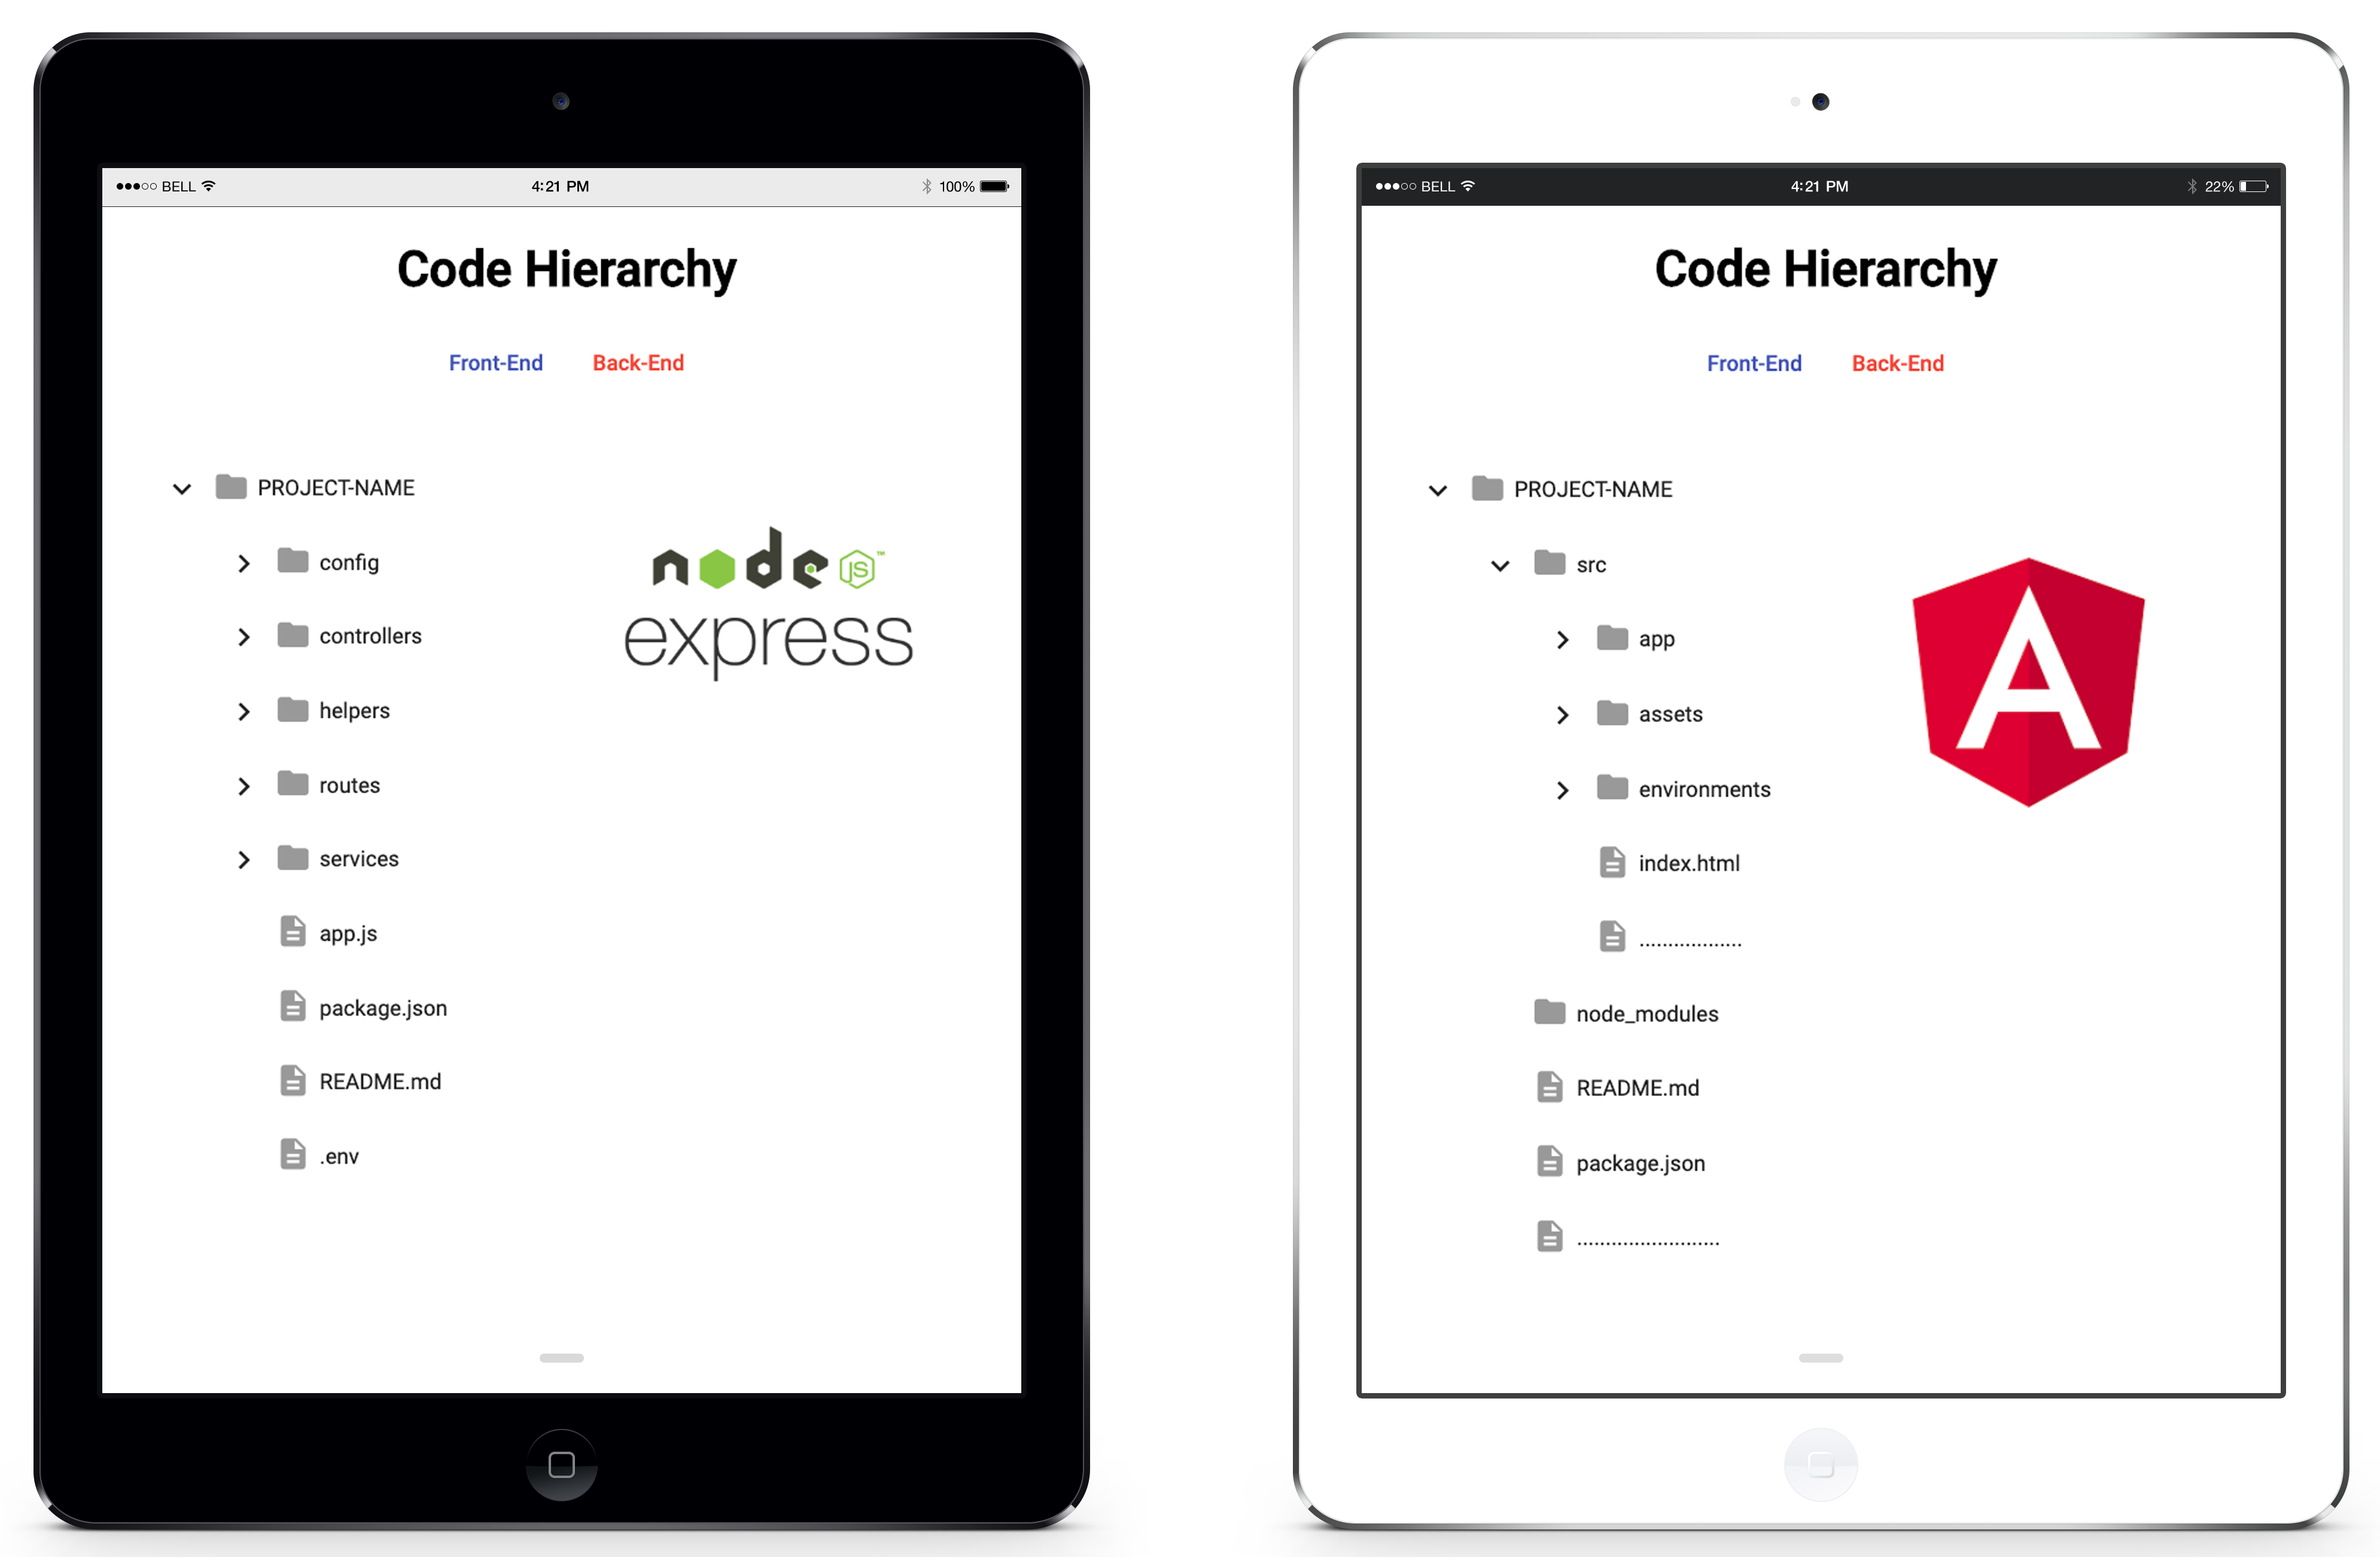 BELL 4:21 PM 100%
Code Hierarchy
Front-End Back-End
PROJECT-NAME
config
controllers
helpers
routes
services
app.js
package.json
README.md
.env
node JS ™
express
BELL 4:21 PM 22%
Code Hierarchy
Front-End Back-End
PROJECT-NAME
src
app
assets
environments
index.html
..................
node_modules
README.md
package.json
.........................
A